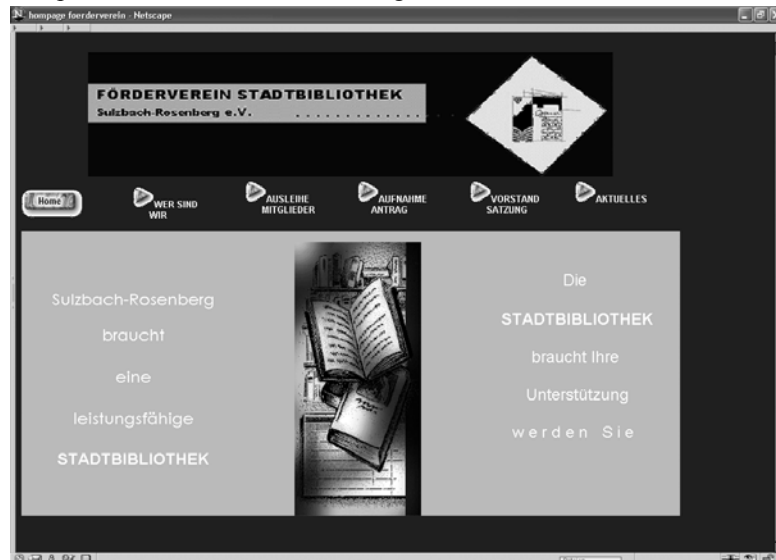 hompage foerderverein - Netscape
FÖRDERVEREIN STADTBIBLIOTHEK
Sulzbach-Rosenberg e.V. . . . . . . . . . . . . . . . . .
Home
WER SIND
WIR
AUSLEIHE
MITGLIEDER
AUFNAHME
ANTRAG
VORSTAND
SATZUNG
AKTUELLES
Sulzbach-Rosenberg
braucht
eine
leistungsfähige
STADTBIBLIOTHEK
Die
STADTBIBLIOTHEK
braucht Ihre
Unterstützung
werden Sie